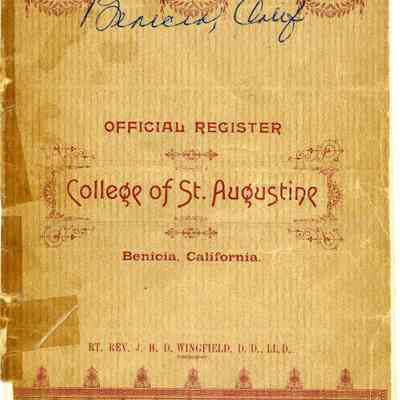 Benicia, Calif
OFFICIAL REGISTER
College of St. Augustine
Benicia, California.
RT. REV. J. H. D. WINGFIELD, D. D., LL.D.,